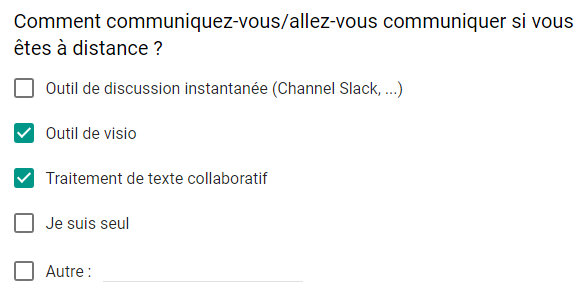 Comment communiquez-vous/allez-vous communiquer si vous
êtes à distance ?
Outil de discussion instantanée (Channel Slack, ...)
Outil de visio
Traitement de texte collaboratif
Je suis seul
Autre :